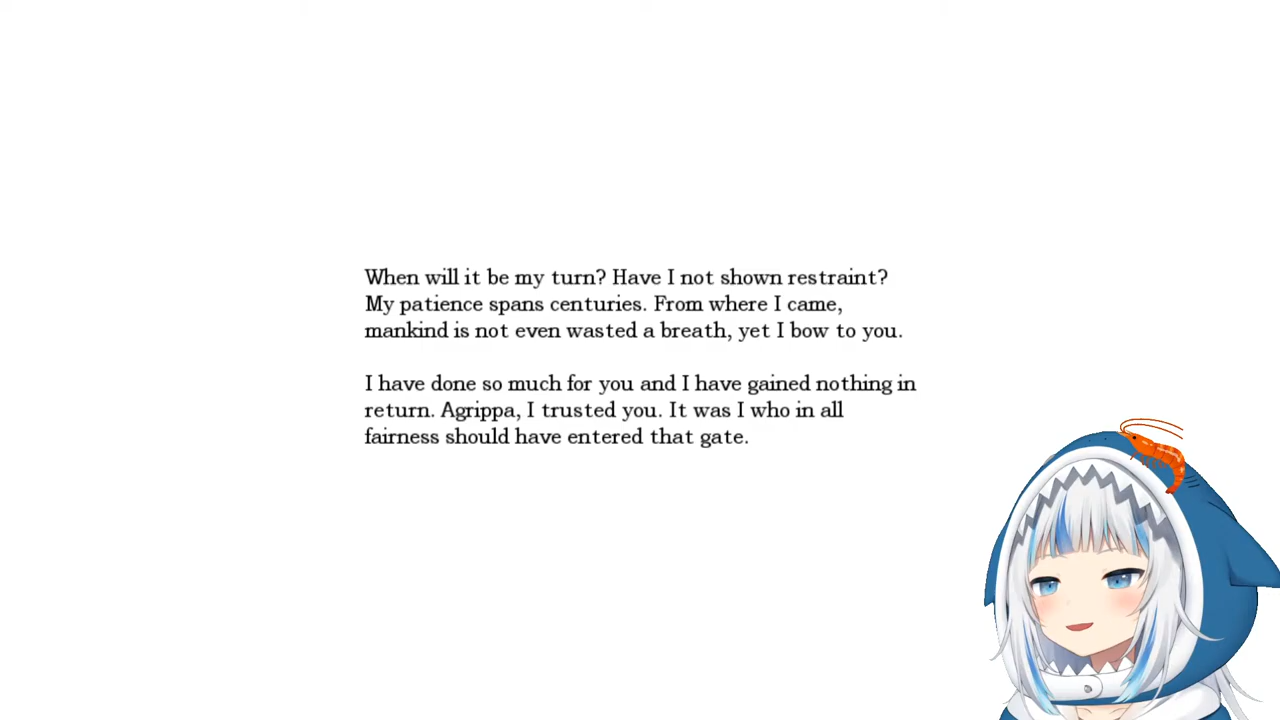 When will it be my turn? Have I not shown restraint?
My patience spans centuries. From where I came,
mankind is not even wasted a breath, yet I bow to you.
I have done so much for you and I have gained nothing in
return. Agrippa, I trusted you. It was I who in all
fairness should have entered that gate.